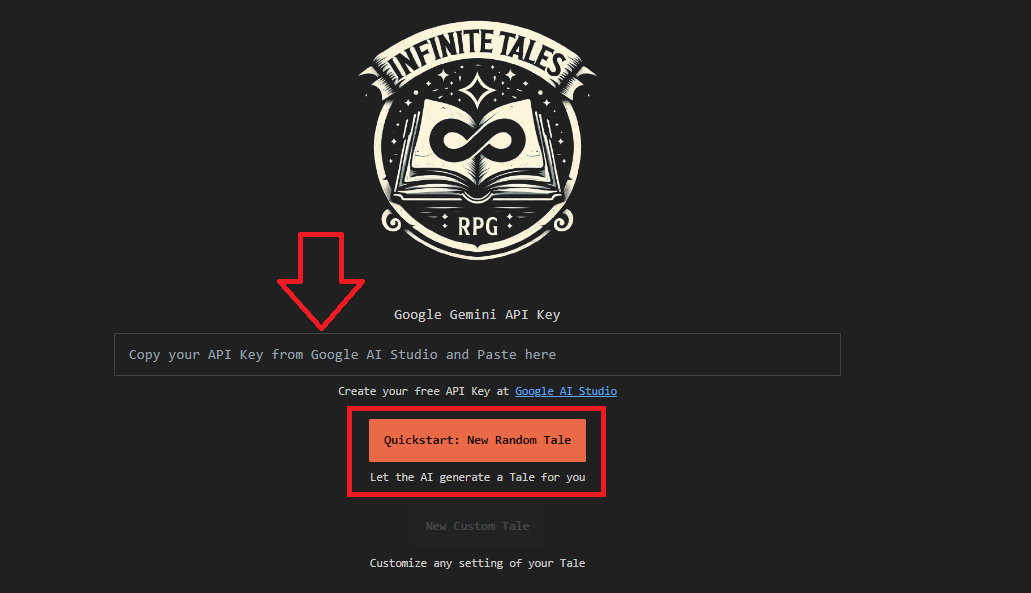 INFINITE TALES
RPG
Google Gemini API Key
Copy your API Key from Google AI Studio and Paste here
Create your free API Key at Google AI Studio
Quickstart: New Random Tale
Let the AI generate a Tale for you
New Custom Tale
Customize any setting of your Tale